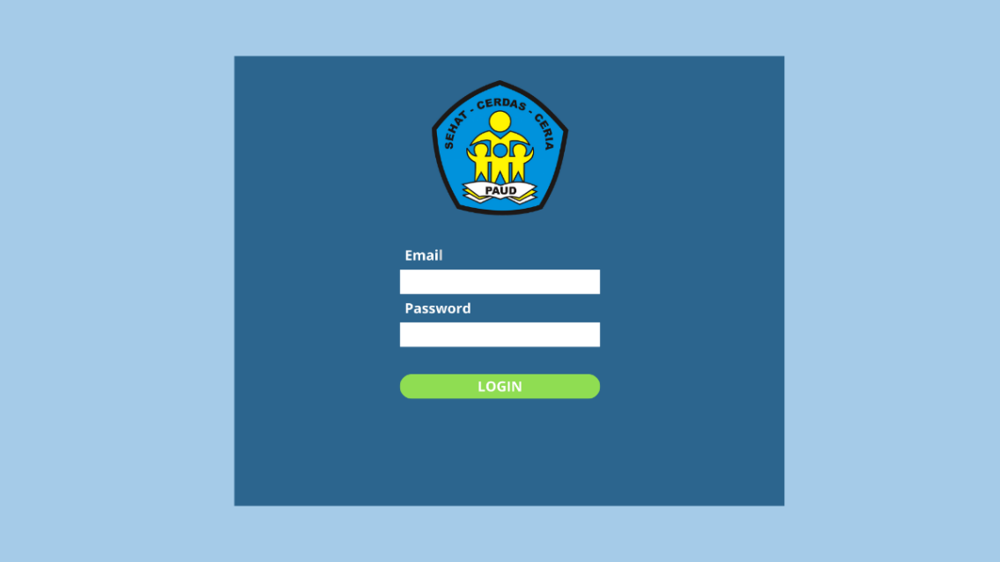 SEHAT - CERDAS - CERIA
PAUD
Email
Password
LOGIN